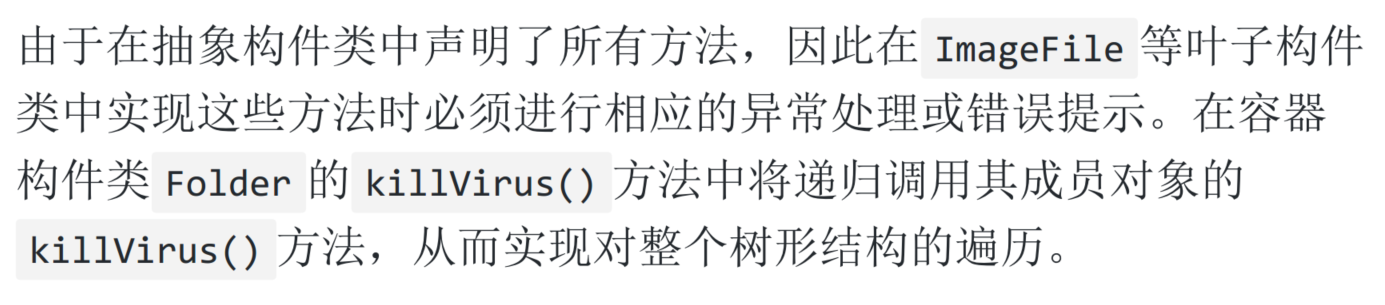 由于在抽象构件类中声明了所有方法，因此在 ImageFile 等叶子构件
类中实现这些方法时必须进行相应的异常处理或错误提示。在容器
构件类 Folder 的 killVirus() 方法中将递归调用其成员对象的
killVirus() 方法，从而实现对整个树形结构的遍历。